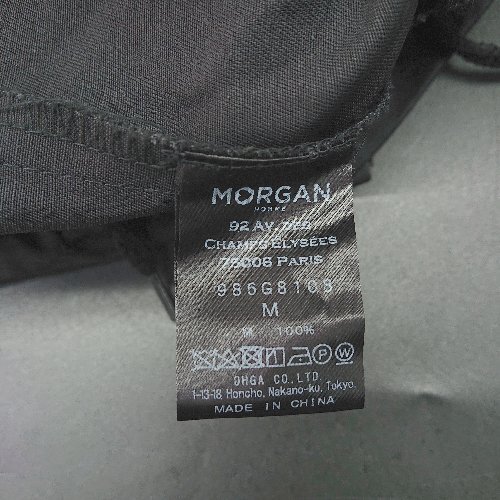 MORGAN
HOMME
92 AV. DES
CHAMPS ELYSÉES
75008 PARIS
986G8108
M
100%
OHGA CO., LTD.
1-13-18, Honcho, Nakano-ku, Tokyo.
MADE IN CHINA